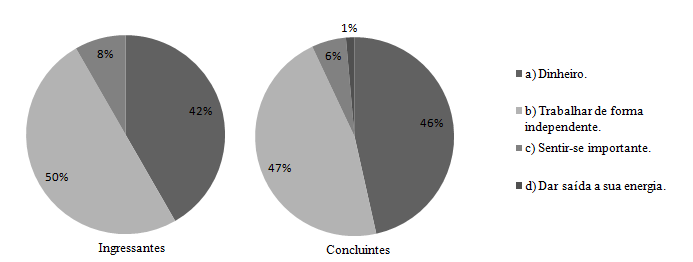 8%
42%
50%
Ingressantes
1%
6%
46%
47%
Concluintes
a) Dinheiro.
b) Trabalhar de forma
independente.
c) Sentir-se importante.
d) Dar saída a sua energia.